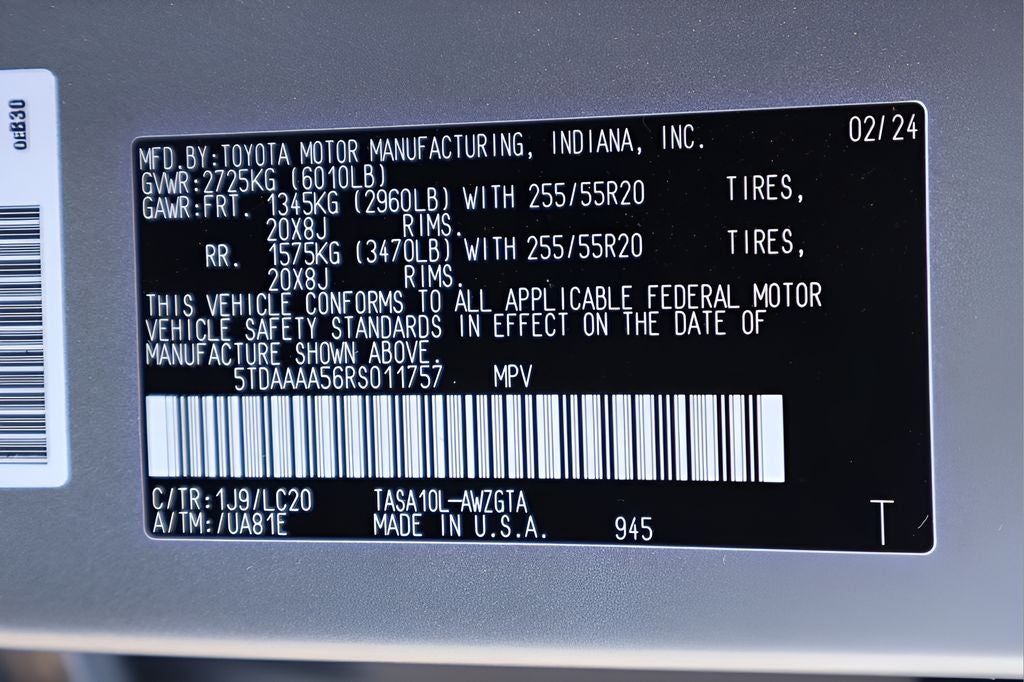 0EB30
MFD.BY:TOYOTA MOTOR MANUFACTURING, INDIANA, INC. 02/24
GVWR:2725KG (6010LB)
GAWR:FRT. 1345KG (2960LB) WITH 255/55R20 TIRES,
20X8J RIMS.
RR. 1575KG (3470LB) WITH 255/55R20 TIRES,
20X8J RIMS.
THIS VEHICLE CONFORMS TO ALL APPLICABLE FEDERAL MOTOR
VEHICLE SAFETY STANDARDS IN EFFECT ON THE DATE OF
MANUFACTURE SHOWN ABOVE.
5TDAAAA56RS011757 MPV
C/TR:1J9/LC20 TASA10L-AWZGTA
A/TM:/UA81E MADE IN U.S.A. 945 T